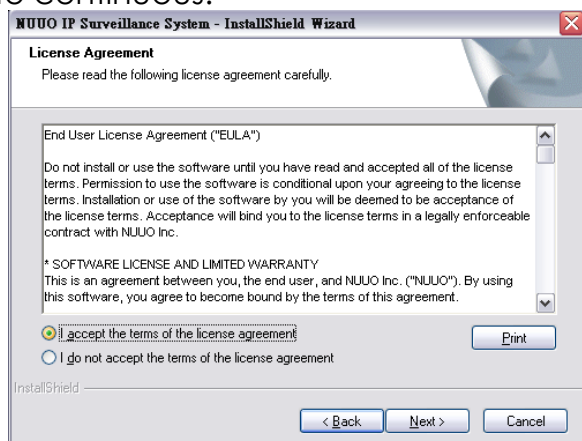 NUUO IP Surveillance System - InstallShield Wizard
License Agreement
Please read the following license agreement carefully.
End User License Agreement ("EULA")
Do not install or use the software until you have read and accepted all of the license
terms. Permission to use the software is conditional upon your agreeing to the license
terms. Installation or use of the software by you will be deemed to be acceptance of
the license terms. Acceptance will bind you to the license terms in a legally enforceable
contract with NUUO Inc.
* SOFTWARE LICENSE AND LIMITED WARRANTY
This is an agreement between you, the end user, and NUUO Inc. ("NUUO"). By using
this software, you agree to become bound by the terms of this agreement.
I accept the terms of the license agreement
Print
I do not accept the terms of the license agreement
InstallShield
< Back Next > Cancel